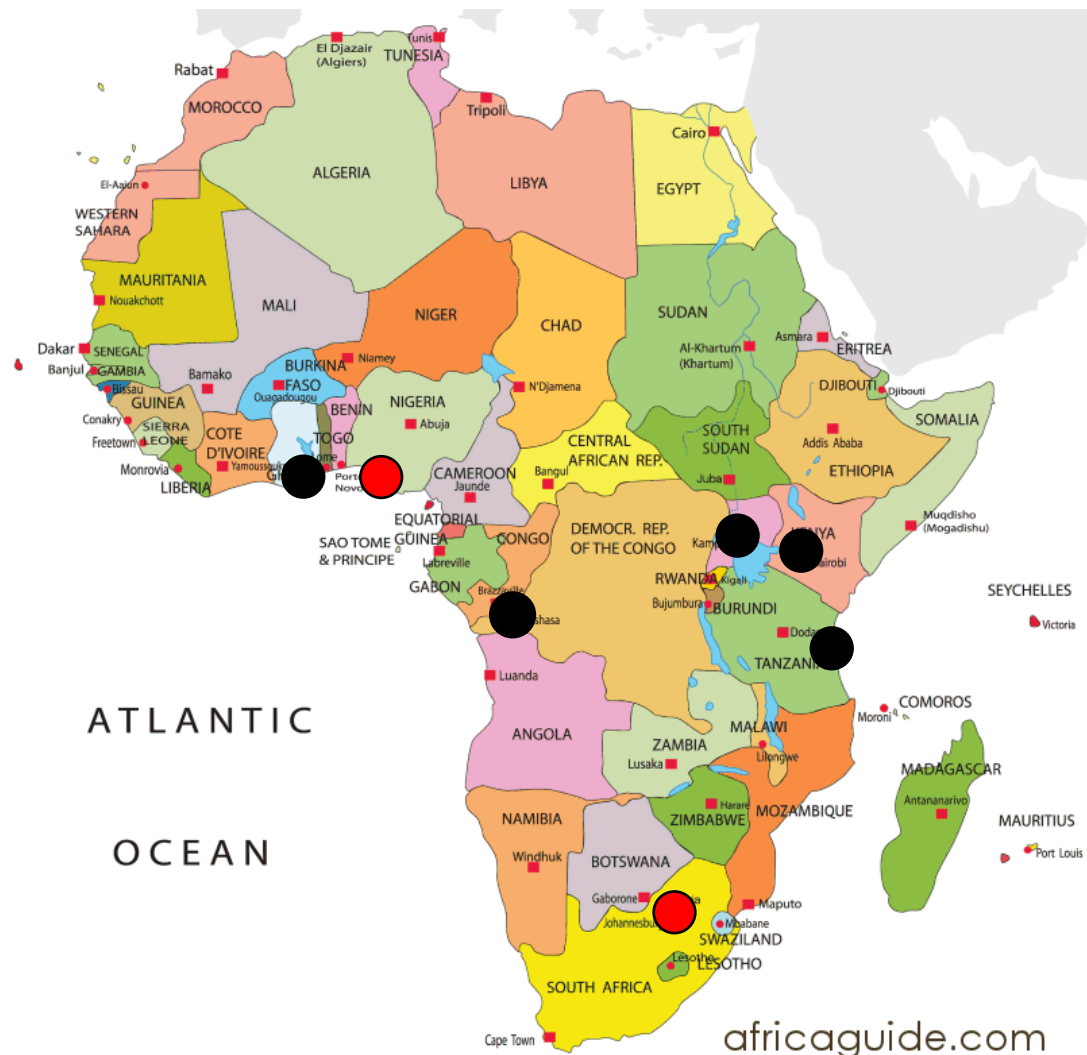 Tunis
El Djazair
(Algiers)
TUNISIA
Rabat
MOROCCO
Tripoli
Cairo
ALGERIA
LIBYA
EGYPT
El-Aaiun
WESTERN
SAHARA
MAURITANIA
Nouakchott
MALI
NIGER
CHAD
SUDAN
Al-Khartum
(Khartum)
Asmara
ERITREA
Dakar
SENEGAL
Banjul
GAMBIA
Bissau
GUINEA
Bamako
BURKINA
FASO
Ouagadougou
Niamey
N'Djamena
DJIBOUTI
Djibouti
SOMALIA
Conakry
SIERRA
LEONE
Freetown
COTE
D'IVOIRE
Monrovia
LIBERIA
TOGO
BENIN
NIGERIA
Abuja
CENTRAL
AFRICAN REP.
Bangui
SOUTH
SUDAN
Juba
Addis Ababa
ETHIOPIA
CAMEROON
Jaunde
EQUATORIAL
GUINEA
SAO TOME
& PRINCIPE
Labreville
GABON
CONGO
DEMOCR. REP.
OF THE CONGO
Muqdisho
(Mogadishu)
RWANDA
Kigali
Bujumbura
BURUNDI
TANZANIA
SEYCHELLES
Victoria
Luanda
ATLANTIC
ANGOLA
ZAMBIA
Lusaka
MALAWI
Lilongwe
Moroni
COMOROS
MADAGASCAR
Antananarivo
OCEAN
NAMIBIA
Windhuk
ZIMBABWE
Harare
MOZAMBIQUE
MAURITIUS
Port Louis
BOTSWANA
Gaborone
Johannesburg
Maputo
Mbabane
SWAZILAND
Lesotho
LESOTHO
SOUTH AFRICA
Cape Town
africaguide.com